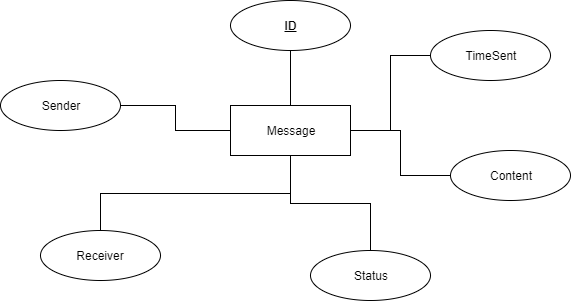 ID
TimeSent
Sender
Message
Content
Receiver
Status